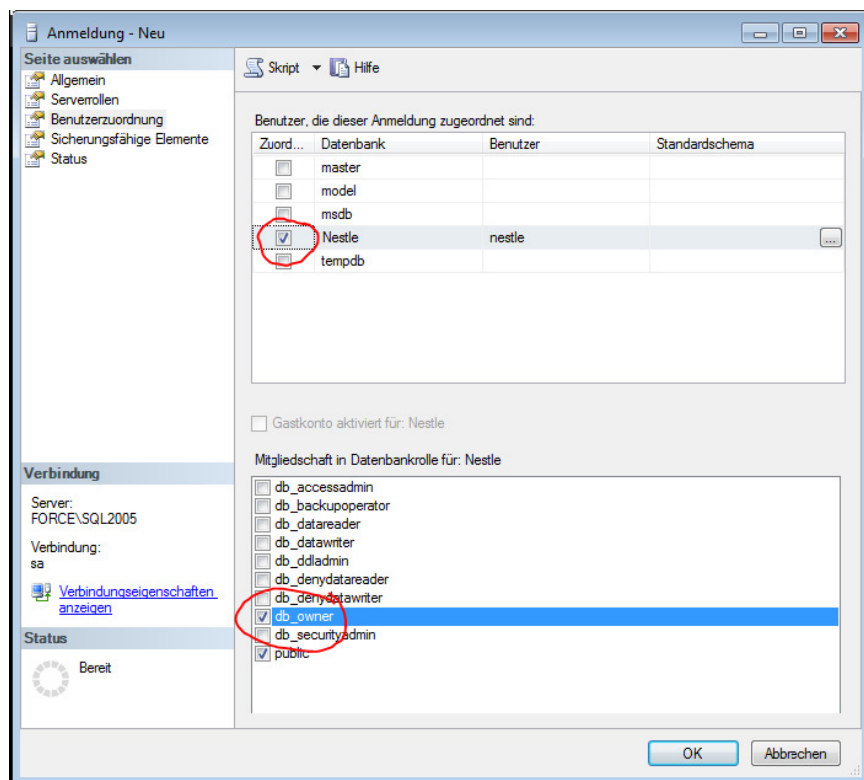 Anmeldung - Neu
Seite auswählen
Allgemein
Serverrollen
Benutzerzuordnung
Sicherungsfähige Elemente
Status
Skript Hilfe
Benutzer, die dieser Anmeldung zugeordnet sind:
Zuord... Datenbank Benutzer Standardschema
master
model
msdb
Nestle nestle ...
tempdb
Gastkonto aktiviert für: Nestle
Mitgliedschaft in Datenbankrolle für: Nestle
db_accessadmin
db_backupoperator
db_datareader
db_datawriter
db_ddladmin
db_denydatareader
db_denydatawriter
db_owner
db_securityadmin
public
Verbindung
Server:
FORCE\SQL2005
Verbindung:
sa
Verbindungseigenschaften
anzeigen
Status
Bereit
OK Abbrechen